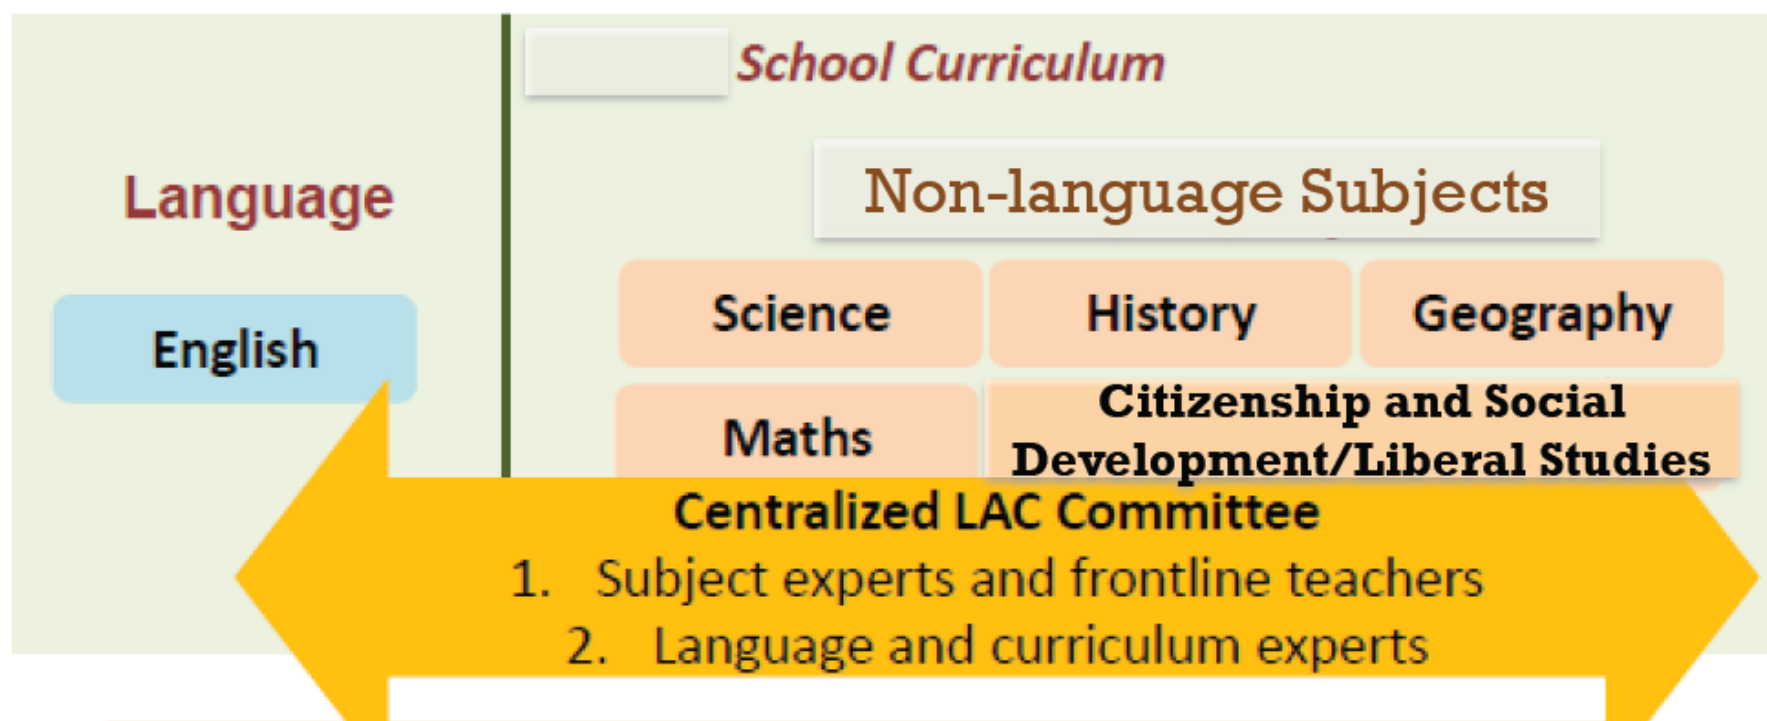 School Curriculum
Language
Non-language Subjects
English
Science
History
Geography
Maths
Citizenship and Social
Development/Liberal Studies
Centralized LAC Committee
1. Subject experts and frontline teachers
2. Language and curriculum experts